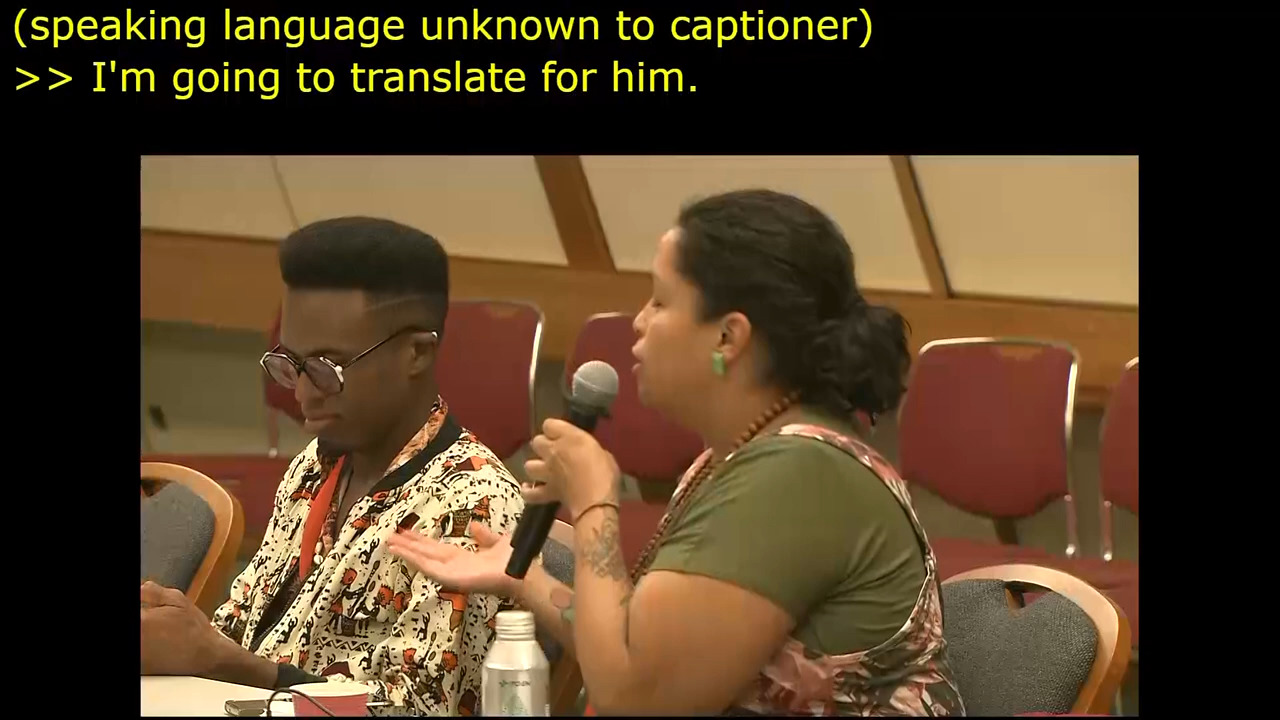 (speaking language unknown to captioner)
>> I'm going to translate for him.